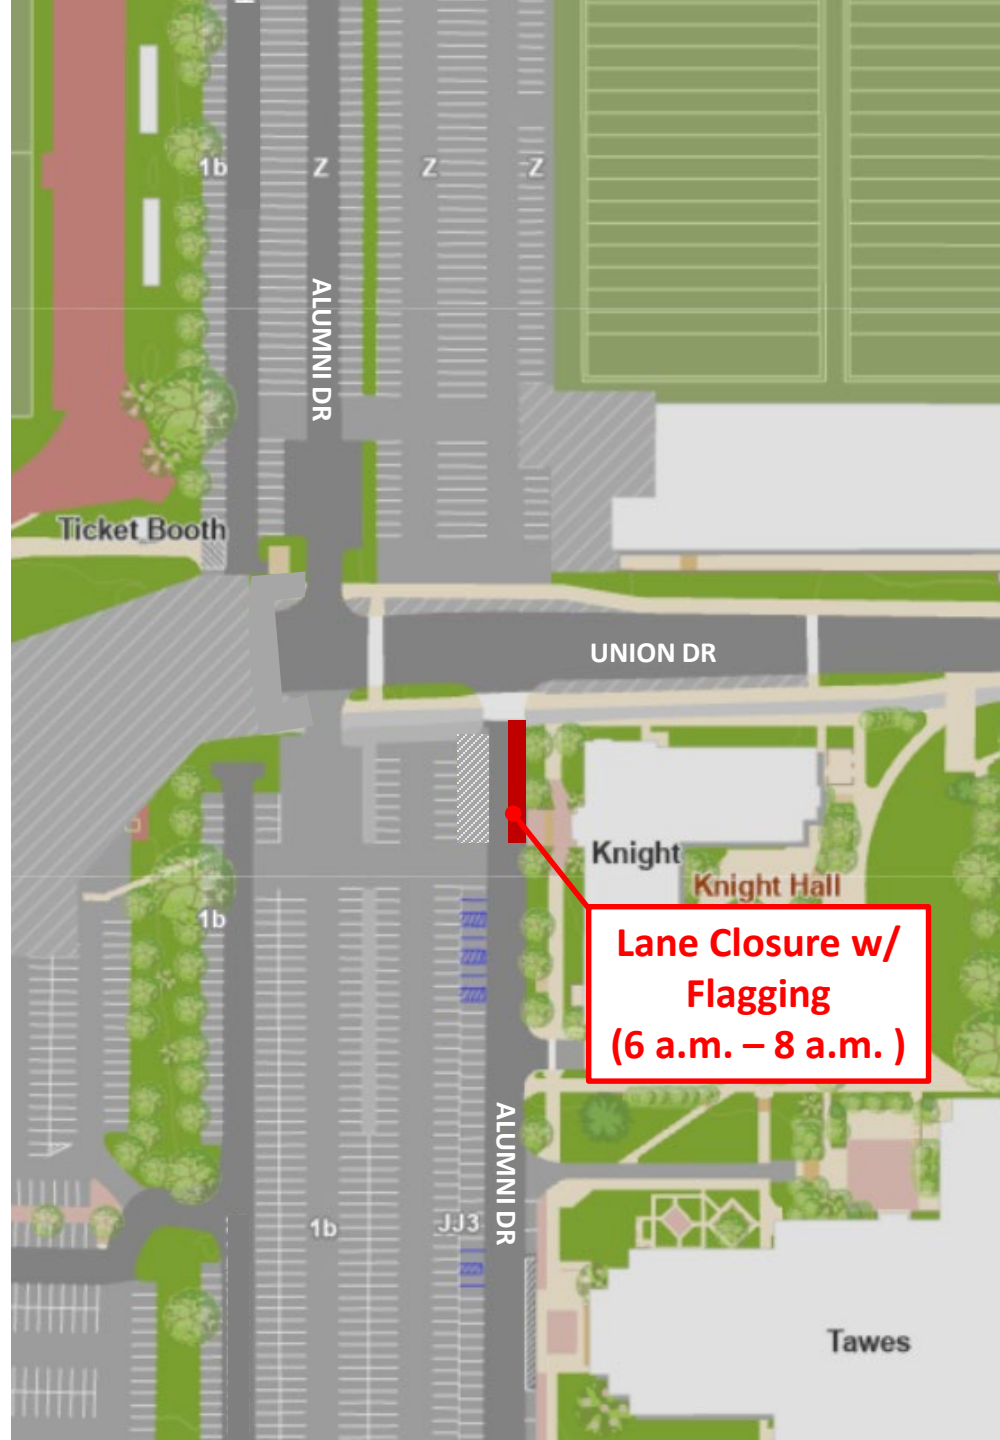 1b
Z
Z
Z
ALUMNI DR
Ticket Booth
UNION DR
Knight
Knight Hall
1b
Lane Closure w/
Flagging
(6 a.m. – 8 a.m. )
ALUMNI DR
1b
JJ3
Tawes